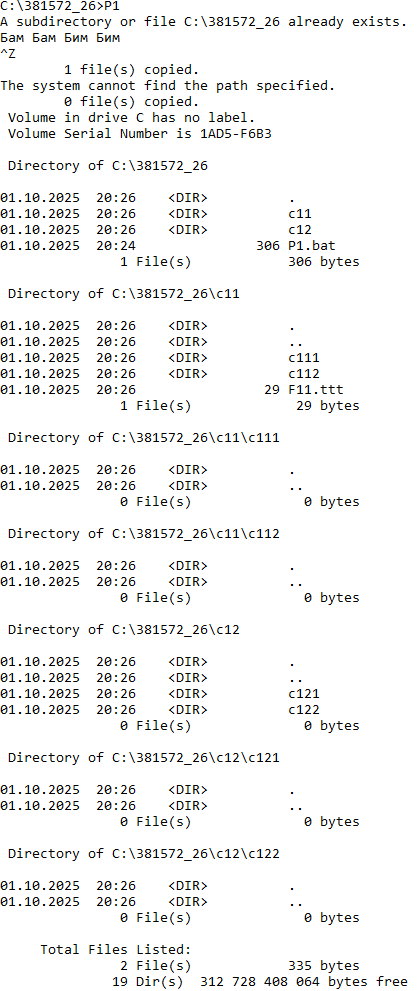 C:\381572_26>P1
A subdirectory or file C:\381572_26 already exists.
Бам Бам Бим Бим
^Z
        1 file(s) copied.
The system cannot find the path specified.
        0 file(s) copied.
 Volume in drive C has no label.
 Volume Serial Number is 1AD5-F6B3

 Directory of C:\381572_26

01.10.2025  20:26    <DIR>          .
01.10.2025  20:26    <DIR>          c11
01.10.2025  20:26    <DIR>          c12
01.10.2025  20:24               306 P1.bat
               1 File(s)            306 bytes

 Directory of C:\381572_26\c11

01.10.2025  20:26    <DIR>          .
01.10.2025  20:26    <DIR>          ..
01.10.2025  20:26    <DIR>          c111
01.10.2025  20:26    <DIR>          c112
01.10.2025  20:26                29 F11.ttt
               1 File(s)             29 bytes

 Directory of C:\381572_26\c11\c111

01.10.2025  20:26    <DIR>          .
01.10.2025  20:26    <DIR>          ..
               0 File(s)              0 bytes

 Directory of C:\381572_26\c11\c112

01.10.2025  20:26    <DIR>          .
01.10.2025  20:26    <DIR>          ..
               0 File(s)              0 bytes

 Directory of C:\381572_26\c12

01.10.2025  20:26    <DIR>          .
01.10.2025  20:26    <DIR>          ..
01.10.2025  20:26    <DIR>          c121
01.10.2025  20:26    <DIR>          c122
               0 File(s)              0 bytes

 Directory of C:\381572_26\c12\c121

01.10.2025  20:26    <DIR>          .
01.10.2025  20:26    <DIR>          ..
               0 File(s)              0 bytes

 Directory of C:\381572_26\c12\c122

01.10.2025  20:26    <DIR>          .
01.10.2025  20:26    <DIR>          ..
               0 File(s)              0 bytes

     Total Files Listed:
               2 File(s)            335 bytes
              19 Dir(s)  312 728 408 064 bytes free